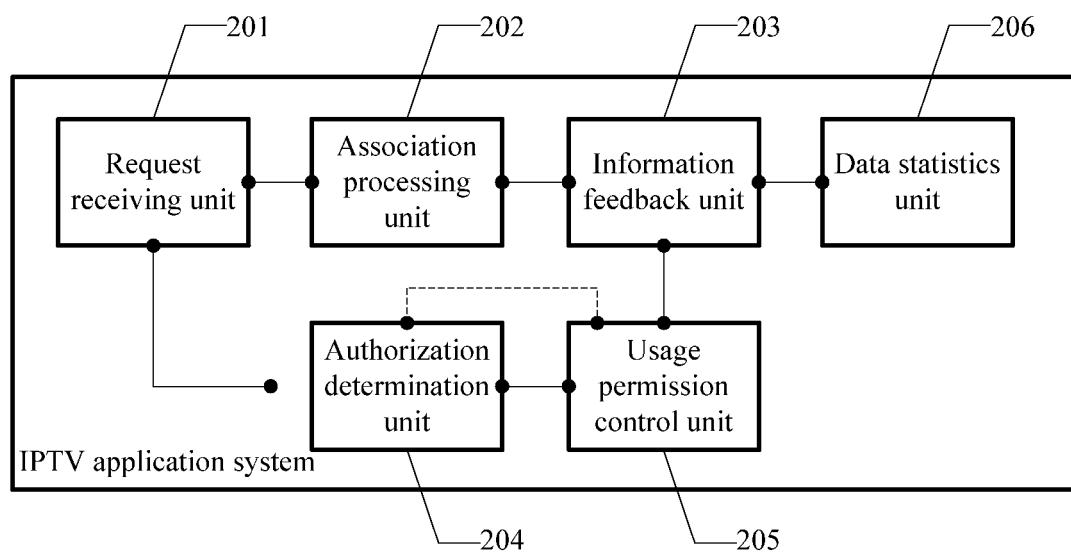 201
202
203
206
Request
receiving unit
Association
processing
unit
Information
feedback unit
Data statistics
unit
Authorization
determination
unit
Usage
permission
control unit
IPTV application system
204
205